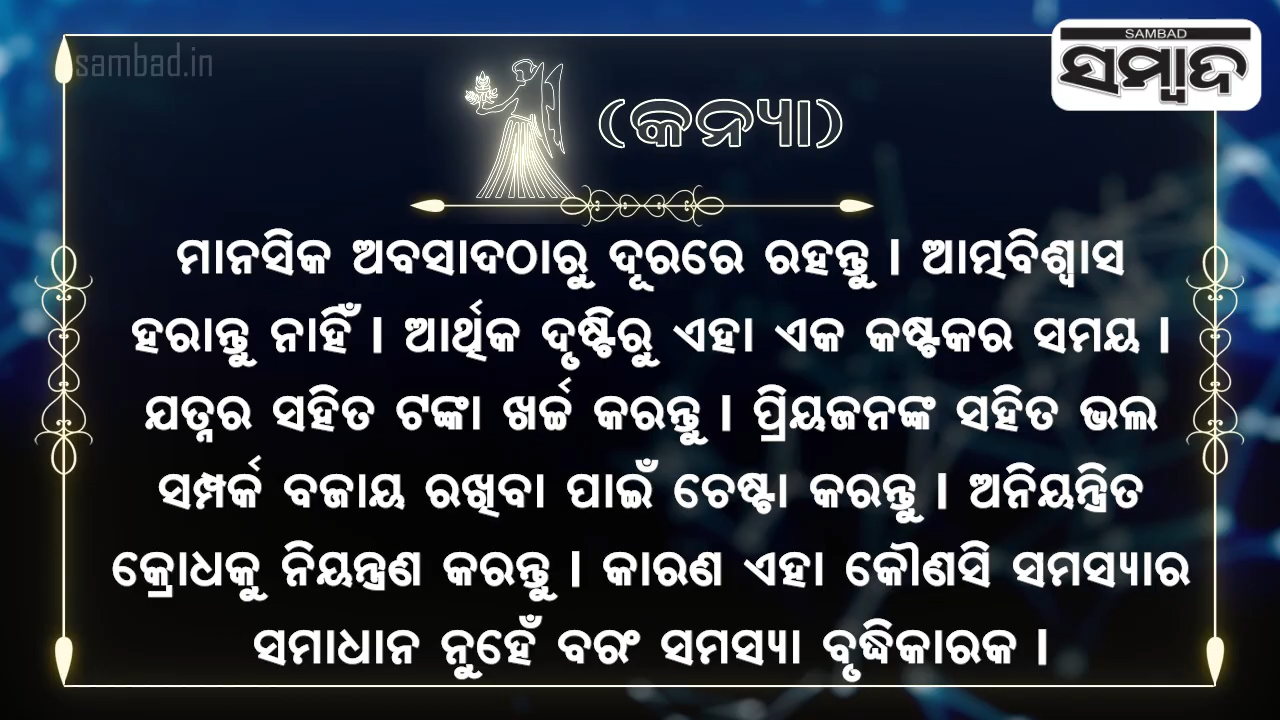 sambad.in
SAMBAD
ସମ୍ବାଦ
(କନ୍ୟା)
ମାନସିକ ଅବସାଦଠାରୁ ଦୂରରେ ରହନ୍ତୁ । ଆତ୍ମବିଶ୍ୱାସ
ହରାନ୍ତୁ ନାହିଁ । ଆର୍ଥିକ ଦୃଷ୍ଟିରୁ ଏହା ଏକ କଷ୍ଟକର ସମୟ ।
ଯତ୍ନର ସହିତ ଟଙ୍କା ଖର୍ଚ୍ଚ କରନ୍ତୁ । ପ୍ରିୟଜନଙ୍କ ସହିତ ଭଲ
ସମ୍ପର୍କ ବଜାୟ ରଖିବା ପାଇଁ ଚେଷ୍ଟା କରନ୍ତୁ । ଅନିୟନ୍ତ୍ରିତ
କ୍ରୋଧକୁ ନିୟନ୍ତ୍ରଣ କରନ୍ତୁ । କାରଣ ଏହା କୌଣସି ସମସ୍ୟାର
ସମାଧାନ ନୁହେଁ ବରଂ ସମସ୍ୟା ବୃଦ୍ଧିକାରକ ।